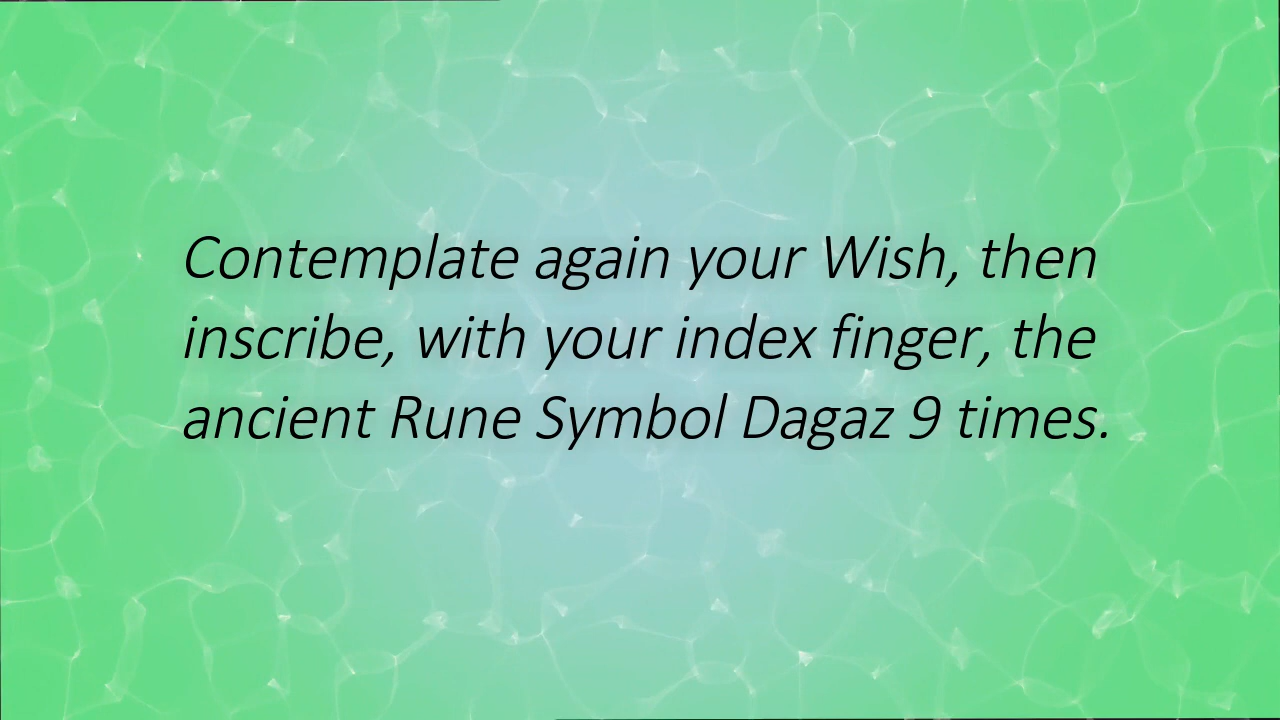 Contemplate again your Wish, then
inscribe, with your index finger, the
ancient Rune Symbol Dagaz 9 times.